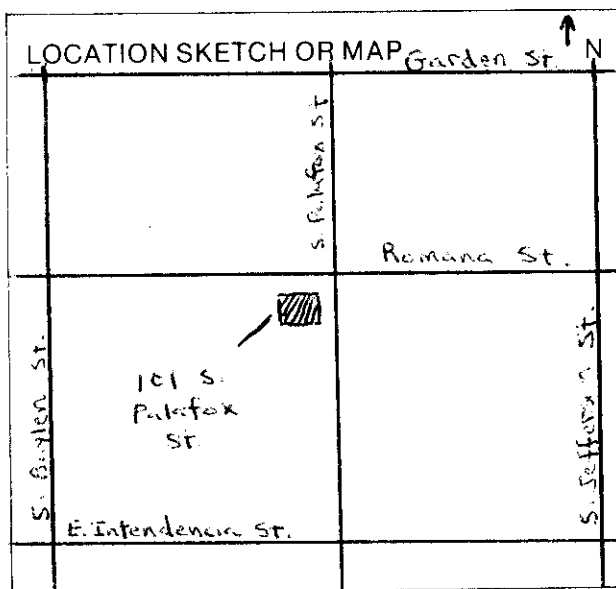 LOCATION SKETCH OR MAP
Garden St.
N
S. Palafox St
Romana St.
101 S.
Palafox
St.
S. Baylen St.
S. Jefferson St.
E. Intendencia St.